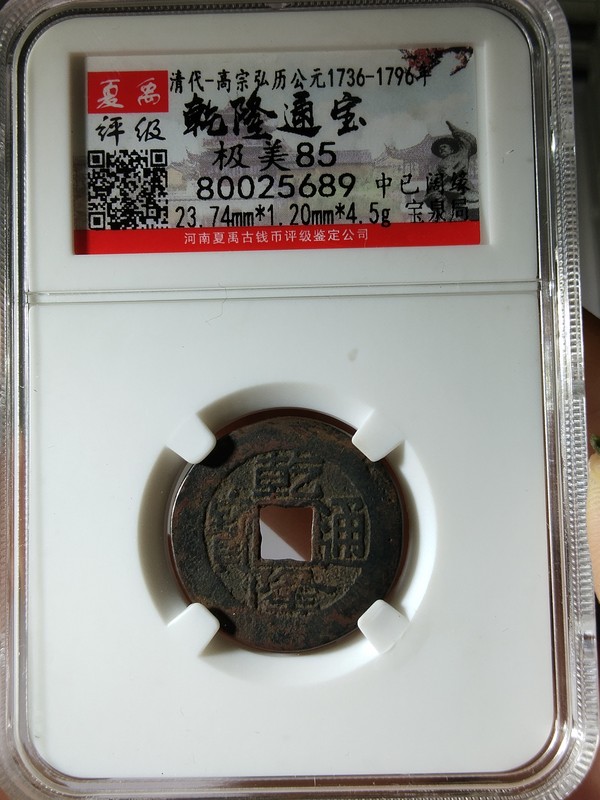 夏禹
评级
清代-高宗弘历公元1736-1796年
乾隆通宝
极美85
80025689 中已阔缘
23.74mm*1.20mm*4.5g 宝泉局
河南夏禹古钱币评级鉴定公司
乾隆通寶